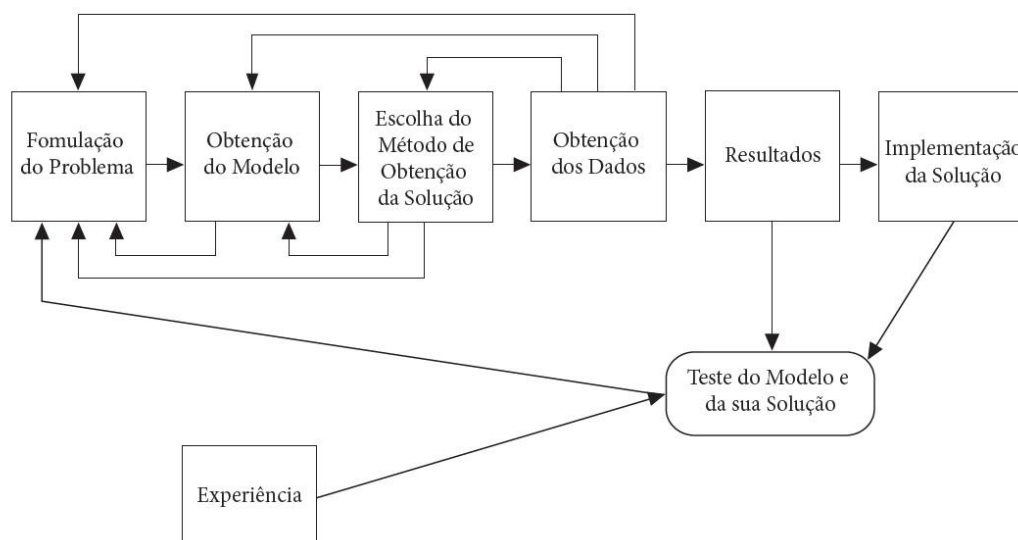 Fomulação
do Problema
Obtenção
do Modelo
Escolha do
Método de
Obtenção
da Solução
Obtenção
dos Dados
Resultados
Implementação
da Solução
Teste do Modelo e
da sua Solução
Experiência